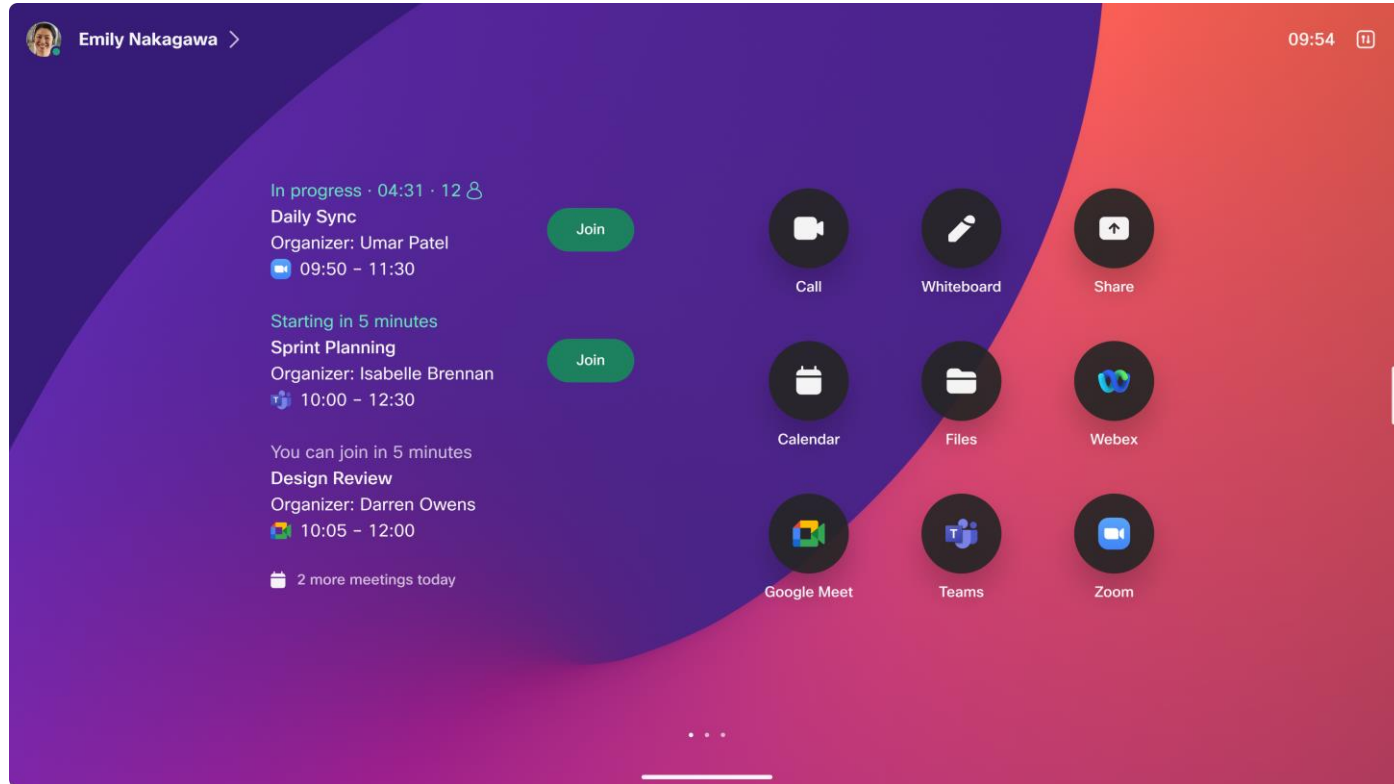 Emily Nakagawa
09:54
In progress · 04:31 · 12
Daily Sync
Organizer: Umar Patel
09:50 – 11:30
Join
Starting in 5 minutes
Sprint Planning
Organizer: Isabelle Brennan
10:00 – 12:30
Join
You can join in 5 minutes
Design Review
Organizer: Darren Owens
10:05 – 12:00
2 more meetings today
Call
Whiteboard
Share
Calendar
Files
Webex
Google Meet
Teams
Zoom